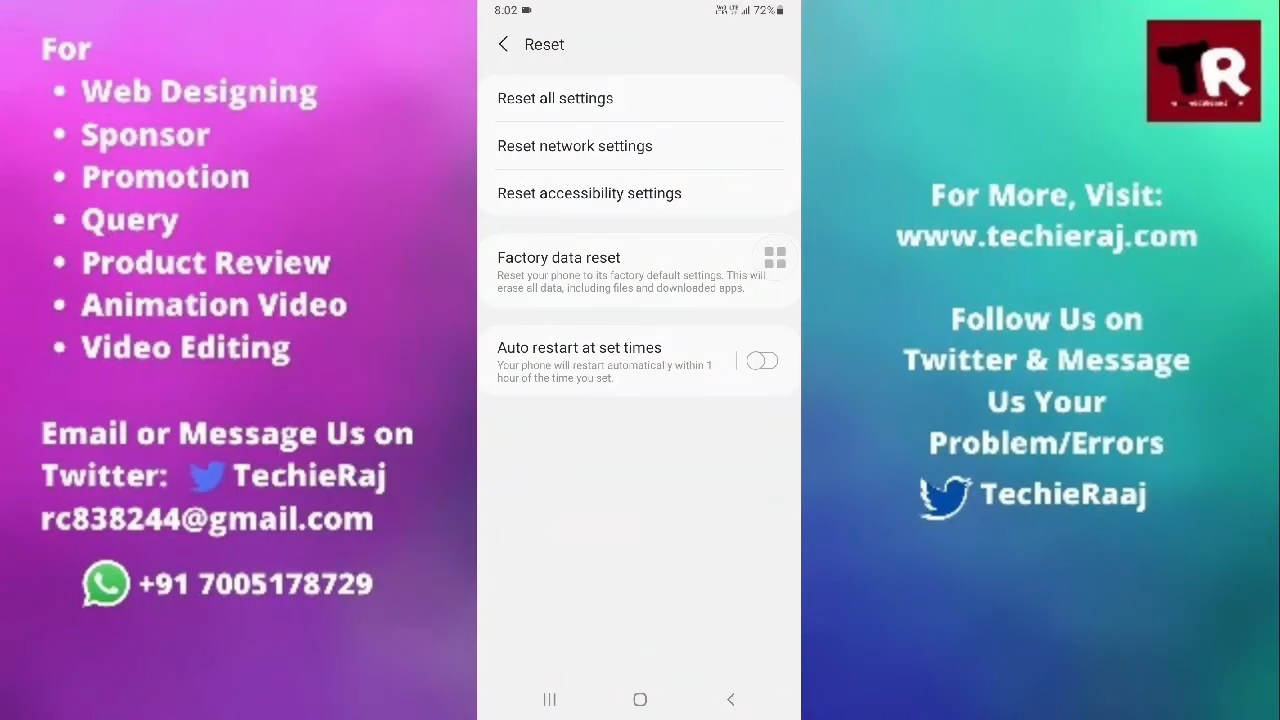 For
• Web Designing
• Sponsor
• Promotion
• Query
• Product Review
• Animation Video
• Video Editing
Email or Message Us on
Twitter: TechieRaj
rc838244@gmail.com
+91 7005178729
8:02
72%
Reset
Reset all settings
Reset network settings
Reset accessibility settings
Factory data reset
Reset your phone to its factory default settings. This will
erase all data, including files and downloaded apps.
Auto restart at set times
Your phone will restart automatically within 1
hour of the time you set.
TR
For More, Visit:
www.techieraj.com
Follow Us on
Twitter & Message
Us Your
Problem/Errors
TechieRaaj